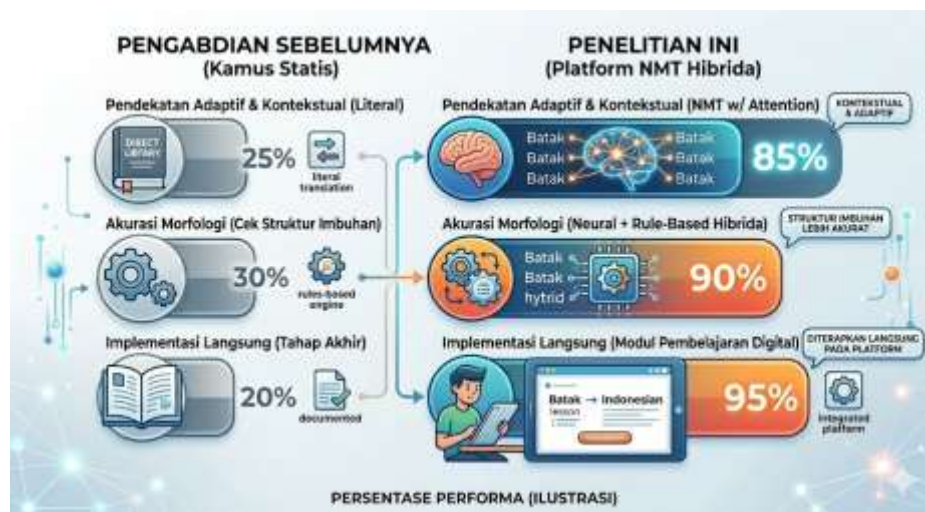 PENGABDIAN SEBELUMNYA
(Kamus Statis)
Pendekatan Adaptif & Kontekstual (Literal)
DIRECT
LIBRARY
25%
literal
translation
Akurasi Morfologi (Cek Struktur Imbuhan)
30%
rules-based
engine
Implementasi Langsung (Tahap Akhir)
20%
documented
PENELITIAN INI
(Platform NMT Hibrida)
Pendekatan Adaptif & Kontekstual (NMT w/ Attention)
KONTEKSTUAL
& ADAPTIF
Batak
Batak
Batak
Batak
Batak
Batak
85%
Akurasi Morfologi (Neural + Rule-Based Hibrida)
STRUKTUR IMBUHAN
LEBIH AKURAT
Batak
Batak
hytrid
90%
Implementasi Langsung (Modul Pembelajaran Digital)
DITERAPKAN LANGSUNG
PADA PLATFORM
Batak → Indonesian
lesson
95%
integrated
platform
PERSENTASE PERFORMA (ILUSTRASI)